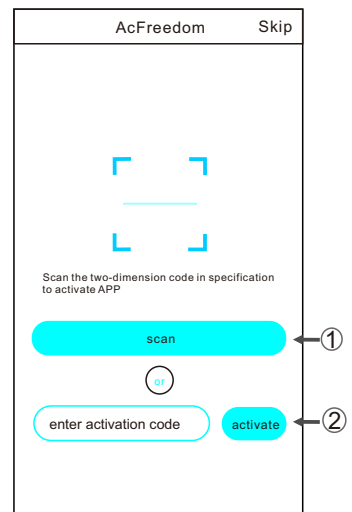 AcFreedom Skip
Scan the two-dimension code in specification
to activate APP
scan
①
or
enter activation code
activate
②